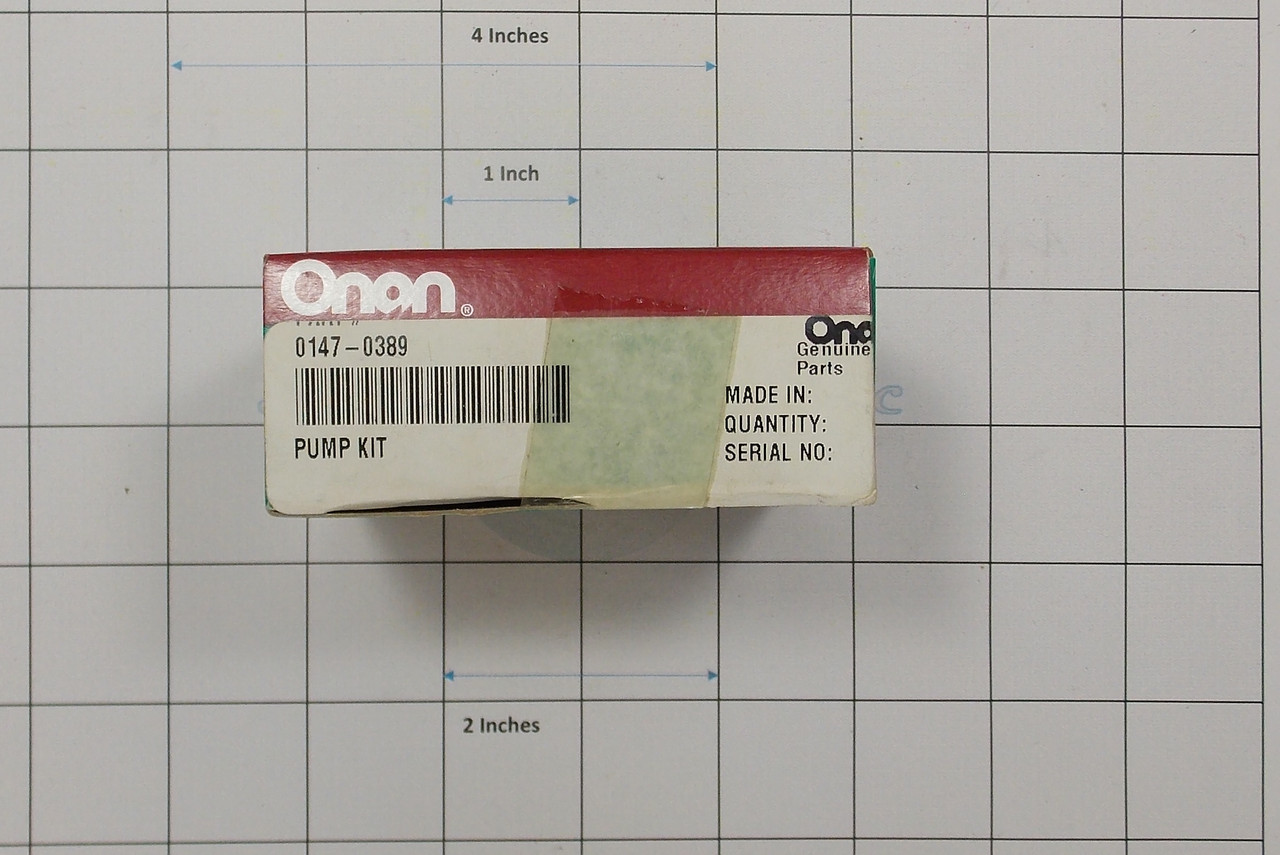 4 Inches
1 Inch
Onan®
0147-0389
PUMP KIT
Genuine
Parts
MADE IN:
QUANTITY:
SERIAL NO:
2 Inches